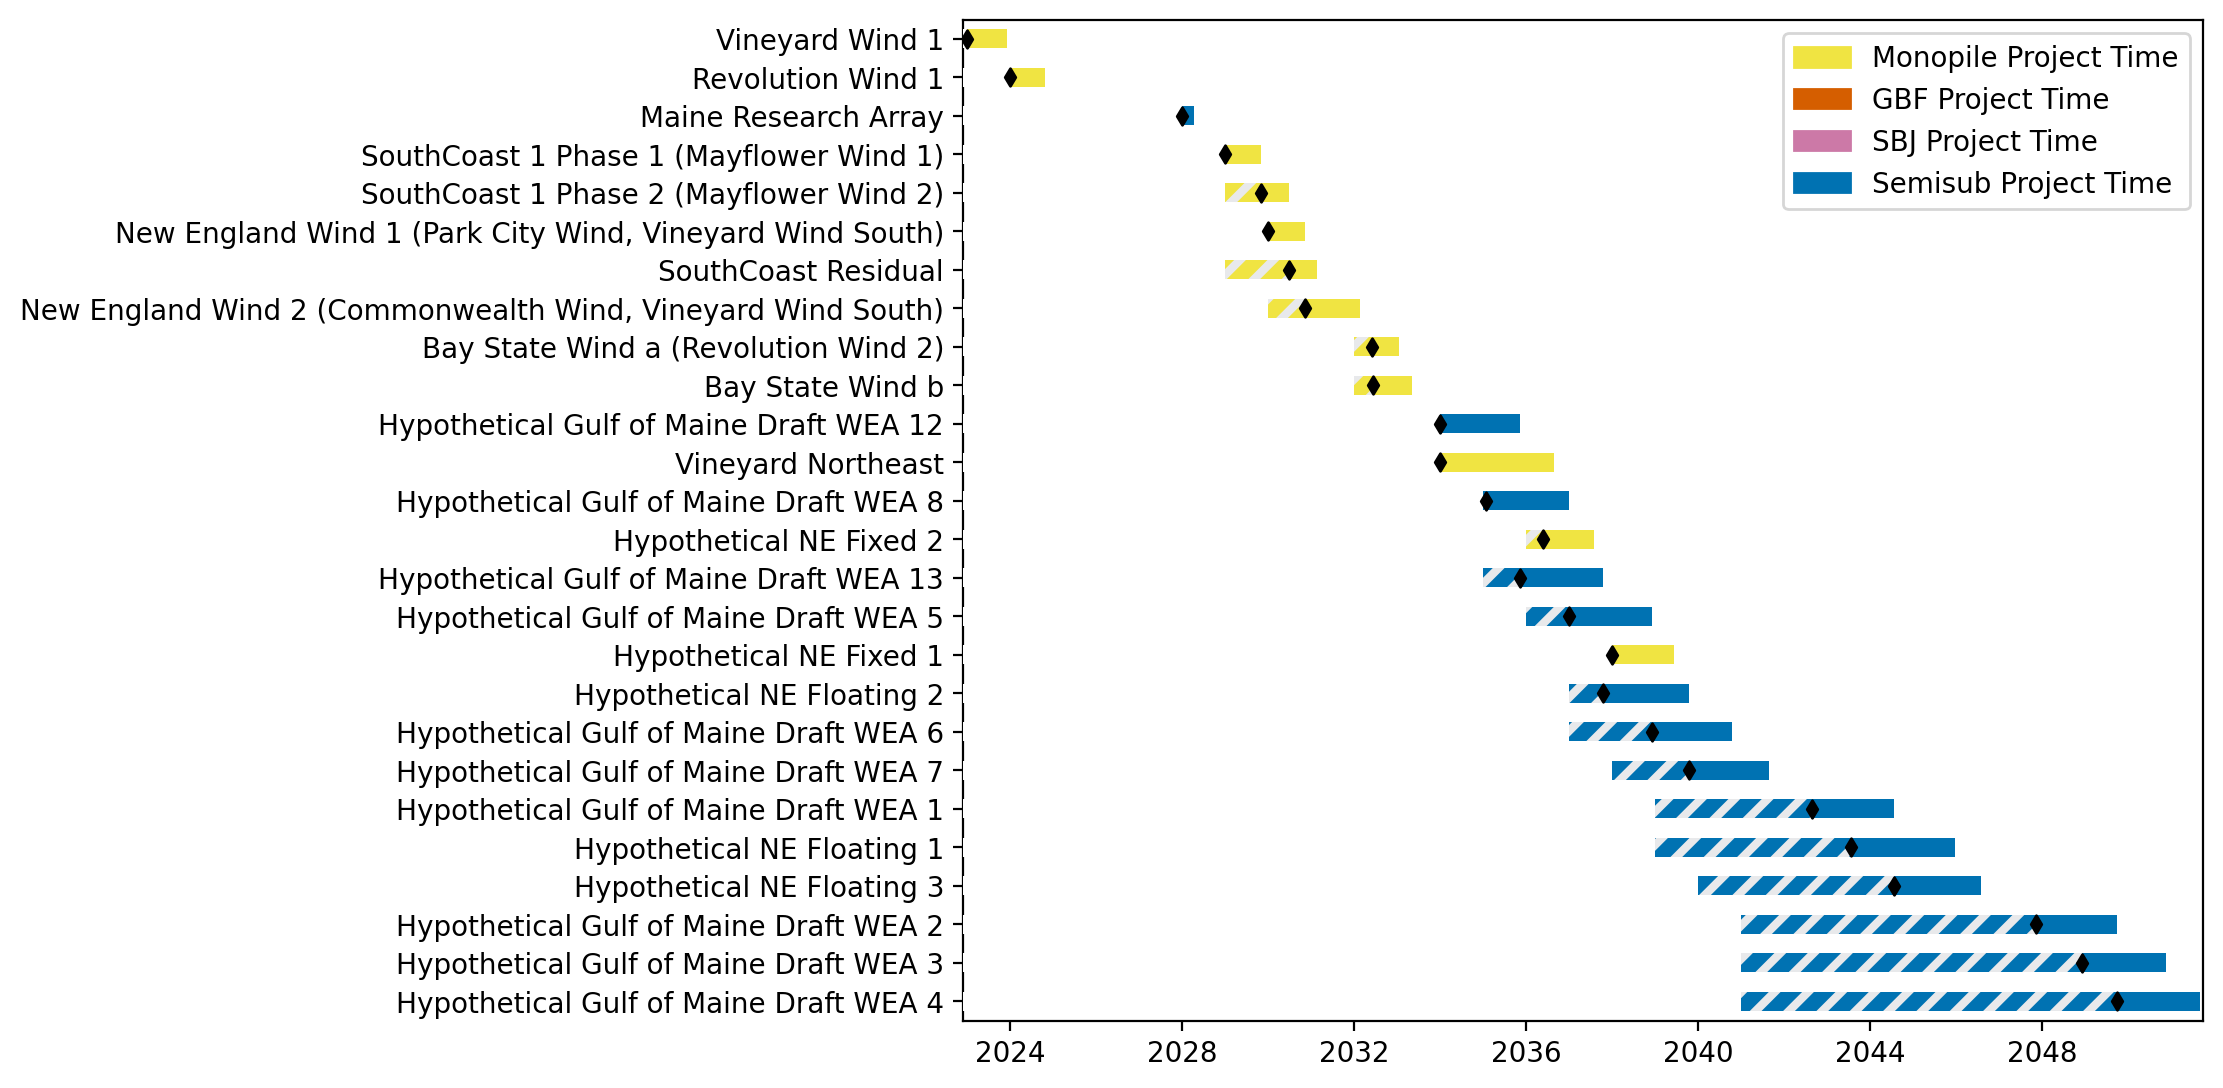 Vineyard Wind 1
Revolution Wind 1
Maine Research Array
SouthCoast 1 Phase 1 (Mayflower Wind 1)
SouthCoast 1 Phase 2 (Mayflower Wind 2)
New England Wind 1 (Park City Wind, Vineyard Wind South)
SouthCoast Residual
New England Wind 2 (Commonwealth Wind, Vineyard Wind South)
Bay State Wind a (Revolution Wind 2)
Bay State Wind b
Hypothetical Gulf of Maine Draft WEA 12
Vineyard Northeast
Hypothetical Gulf of Maine Draft WEA 8
Hypothetical NE Fixed 2
Hypothetical Gulf of Maine Draft WEA 13
Hypothetical Gulf of Maine Draft WEA 5
Hypothetical NE Fixed 1
Hypothetical NE Floating 2
Hypothetical Gulf of Maine Draft WEA 6
Hypothetical Gulf of Maine Draft WEA 7
Hypothetical Gulf of Maine Draft WEA 1
Hypothetical NE Floating 1
Hypothetical NE Floating 3
Hypothetical Gulf of Maine Draft WEA 2
Hypothetical Gulf of Maine Draft WEA 3
Hypothetical Gulf of Maine Draft WEA 4
Monopile Project Time
GBF Project Time
SBJ Project Time
Semisub Project Time
2024 2028 2032 2036 2040 2044 2048